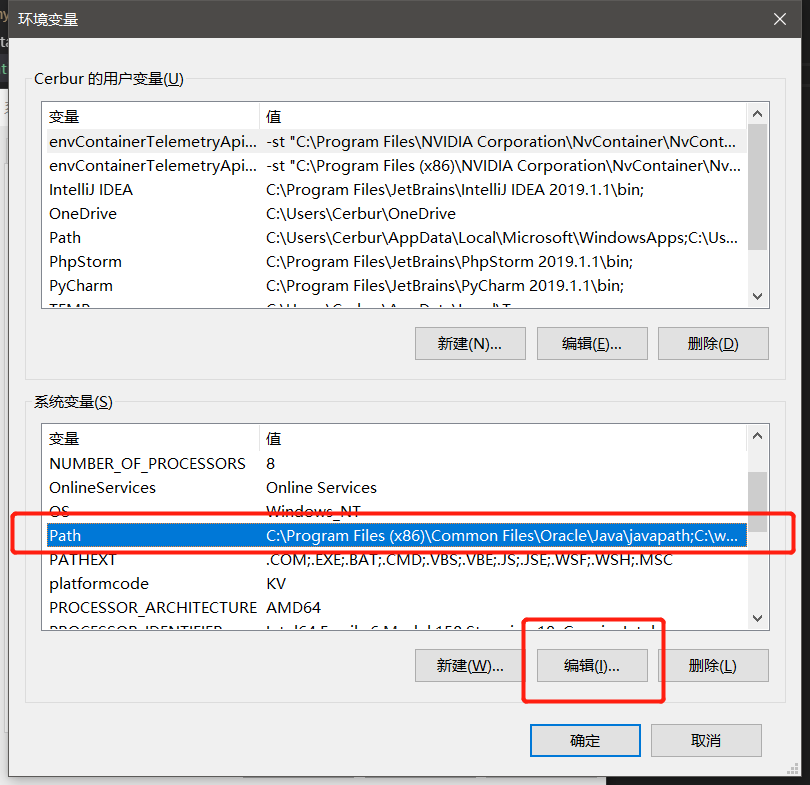 环境变量
Cerbur 的用户变量(U)
变量 值
envContainerTelemetryApi... -st "C:\Program Files\NVIDIA Corporation\NvContainer\NvCont...
envContainerTelemetryApi... -st "C:\Program Files (x86)\NVIDIA Corporation\NvContainer\Nv...
IntelliJ IDEA C:\Program Files\JetBrains\IntelliJ IDEA 2019.1.1\bin;
OneDrive C:\Users\Cerbur\OneDrive
Path C:\Users\Cerbur\AppData\Local\Microsoft\WindowsApps;C:\Us...
PhpStorm C:\Program Files\JetBrains\PhpStorm 2019.1.1\bin;
PyCharm C:\Program Files\JetBrains\PyCharm 2019.1.1\bin;
新建(N)... 编辑(E)... 删除(D)
系统变量(S)
变量 值
NUMBER_OF_PROCESSORS 8
OnlineServices Online Services
OS Windows_NT
Path C:\Program Files (x86)\Common Files\Oracle\Java\javapath;C:\w...
PATHEXT .COM;.EXE;.BAT;.CMD;.VBS;.VBE;.JS;.JSE;.WSF;.WSH;.MSC
platformcode KV
PROCESSOR_ARCHITECTURE AMD64
新建(W)... 编辑(I)... 删除(L)
确定 取消